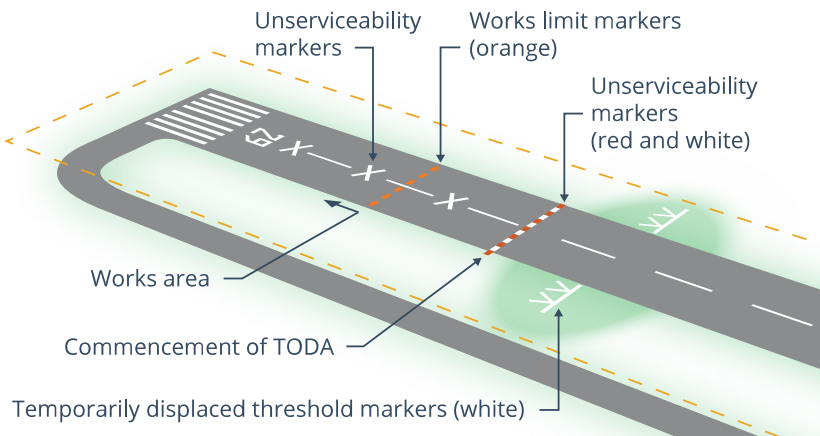 Unserviceability
markers
Works limit markers
(orange)
Unserviceability
markers
(red and white)
29
Works area
Commencement of TODA
Temporarily displaced threshold markers (white)